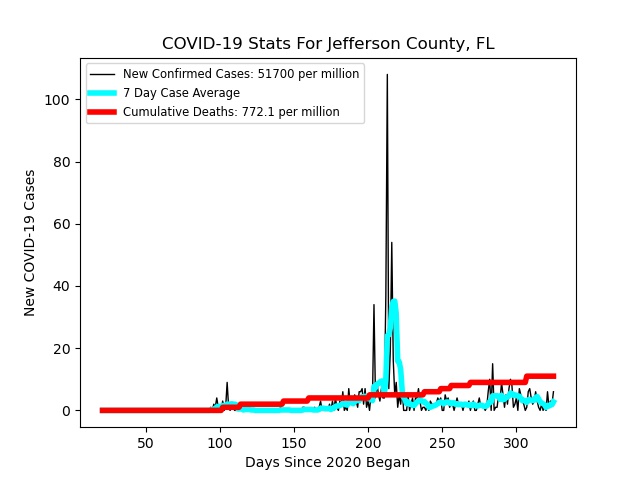 COVID-19 Stats For Jefferson County, FL
New Confirmed Cases: 51700 per million
7 Day Case Average
Cumulative Deaths: 772.1 per million
New COVID-19 Cases
100
80
60
40
20
0
50 100 150 200 250 300
Days Since 2020 Began